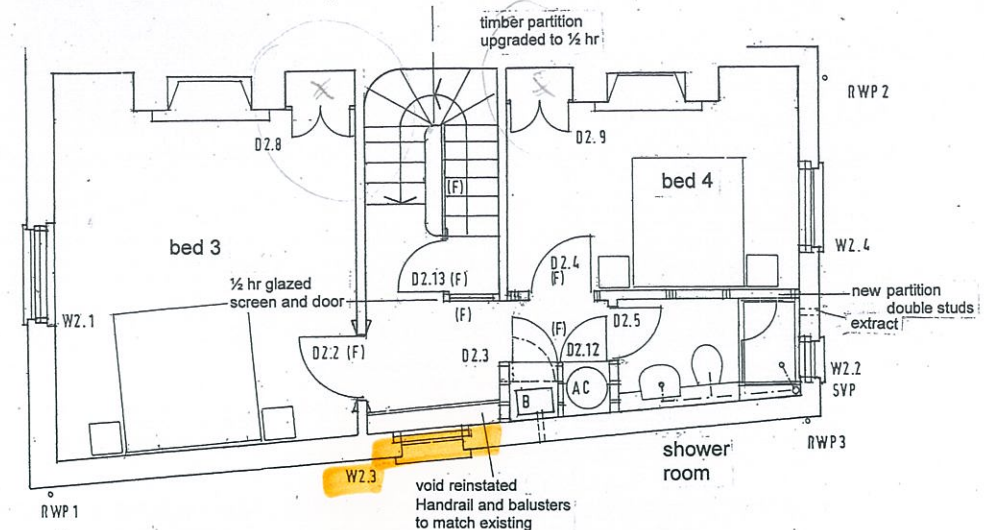 timber partition
upgraded to ½ hr
RWP 2
D2.8
D2.9
(F)
bed 4
bed 3
W2.4
D2.4
(F)
½ hr glazed
screen and door
D2.13 (F)
(F)
new partition
double studs
extract
W2.1
(F)
D2.5
D2.2 (F)
D2.3
D2.12
W2.2
SVP
AC
B
shower
room
RWP3
W2.3
void reinstated
Handrail and balusters
to match existing
RWP 1